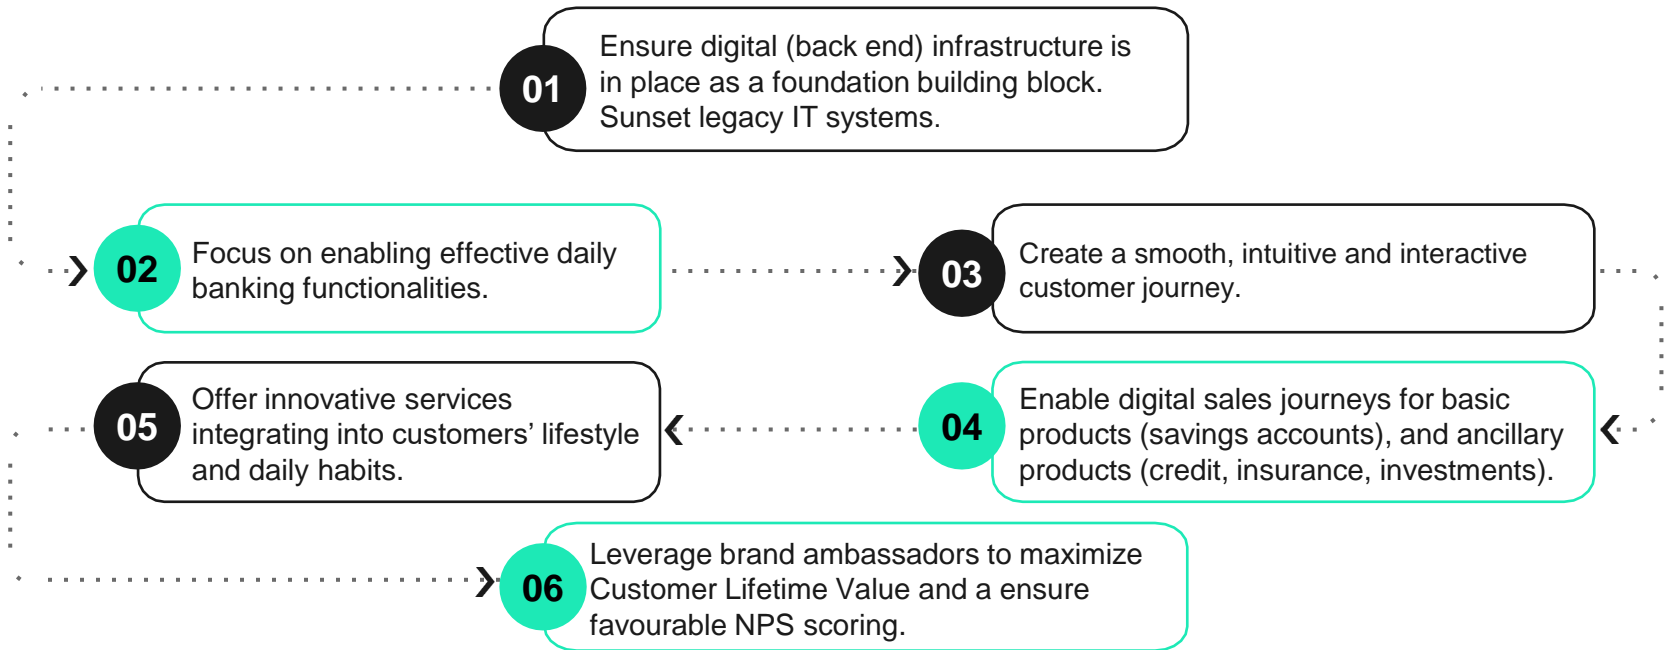 01
Ensure digital (back end) infrastructure is
in place as a foundation building block.
Sunset legacy IT systems.
02
Focus on enabling effective daily
banking functionalities.
03
Create a smooth, intuitive and interactive
customer journey.
04
Enable digital sales journeys for basic
products (savings accounts), and ancillary
products (credit, insurance, investments).
05
Offer innovative services
integrating into customers’ lifestyle
and daily habits.
06
Leverage brand ambassadors to maximize
Customer Lifetime Value and a ensure
favourable NPS scoring.